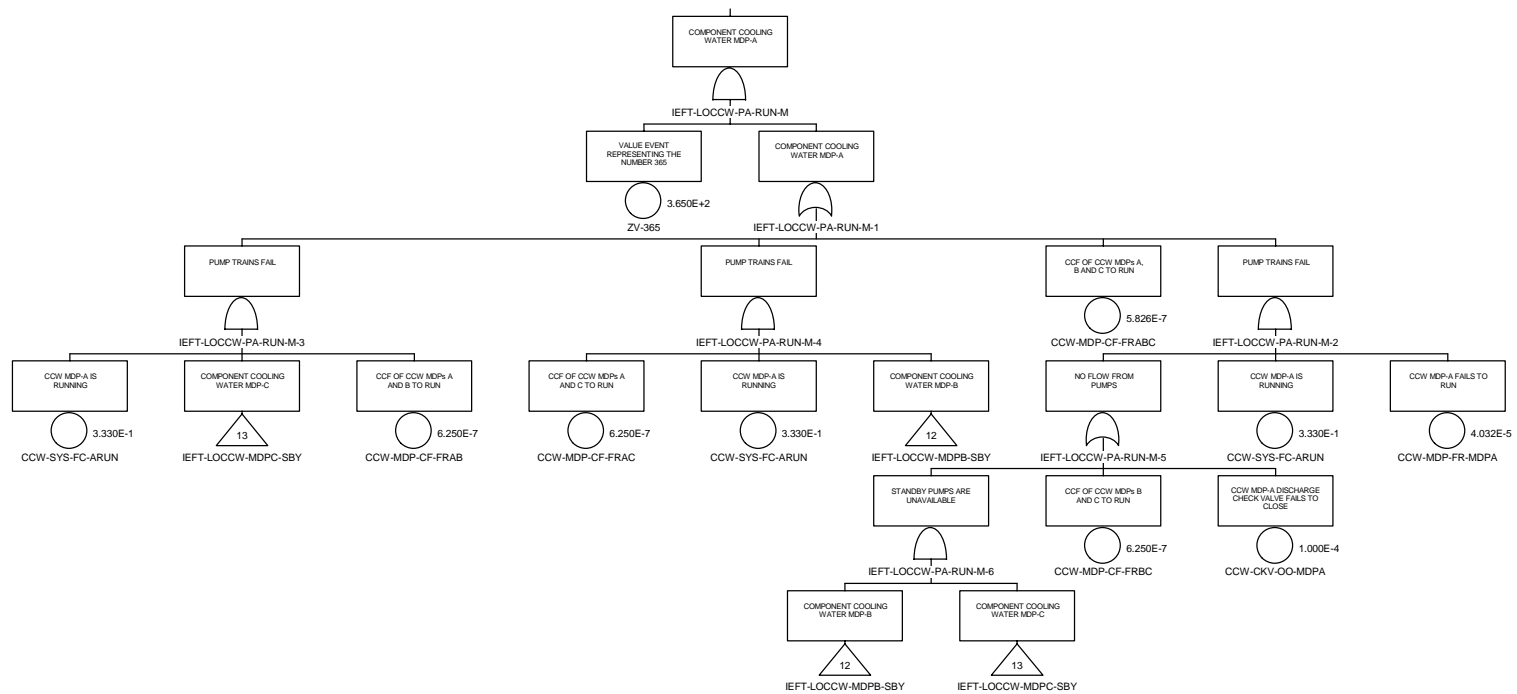 COMPONENT COOLING
WATER MDP-A
IEFT-LOCCW-PA-RUN-M
VALUE EVENT
REPRESENTING THE
NUMBER 365
3.650E+2
ZV-365
COMPONENT COOLING
WATER MDP-A
IEFT-LOCCW-PA-RUN-M-1
PUMP TRAINS FAIL
IEFT-LOCCW-PA-RUN-M-3
PUMP TRAINS FAIL
IEFT-LOCCW-PA-RUN-M-4
CCF OF CCW MDPs A,
B AND C TO RUN
5.826E-7
CCW-MDP-CF-FRABC
PUMP TRAINS FAIL
IEFT-LOCCW-PA-RUN-M-2
CCW MDP-A IS
RUNNING
3.330E-1
CCW-SYS-FC-ARUN
COMPONENT COOLING
WATER MDP-C
13
IEFT-LOCCW-MDPC-SBY
CCF OF CCW MDPs A
AND B TO RUN
6.250E-7
CCW-MDP-CF-FRAB
CCF OF CCW MDPs A
AND C TO RUN
6.250E-7
CCW-MDP-CF-FRAC
CCW MDP-A IS
RUNNING
3.330E-1
CCW-SYS-FC-ARUN
COMPONENT COOLING
WATER MDP-B
12
IEFT-LOCCW-MDPB-SBY
NO FLOW FROM
PUMPS
IEFT-LOCCW-PA-RUN-M-5
CCW MDP-A IS
RUNNING
3.330E-1
CCW-SYS-FC-ARUN
CCW MDP-A FAILS TO
RUN
4.032E-5
CCW-MDP-FR-MDPA
STANDBY PUMPS ARE
UNAVAILABLE
IEFT-LOCCW-PA-RUN-M-6
CCF OF CCW MDPs B
AND C TO RUN
6.250E-7
CCW-MDP-CF-FRBC
CCW MDP-A DISCHARGE
CHECK VALVE FAILS TO
CLOSE
1.000E-4
CCW-CKV-OO-MDPA
COMPONENT COOLING
WATER MDP-B
12
IEFT-LOCCW-MDPB-SBY
COMPONENT COOLING
WATER MDP-C
13
IEFT-LOCCW-MDPC-SBY